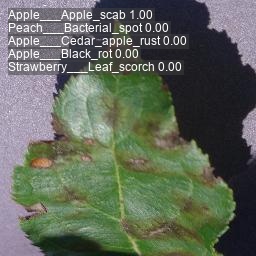 Apple___Apple_scab 1.00
Peach___Bacterial_spot 0.00
Apple___Cedar_apple_rust 0.00
Apple___Black_rot 0.00
Strawberry___Leaf_scorch 0.00